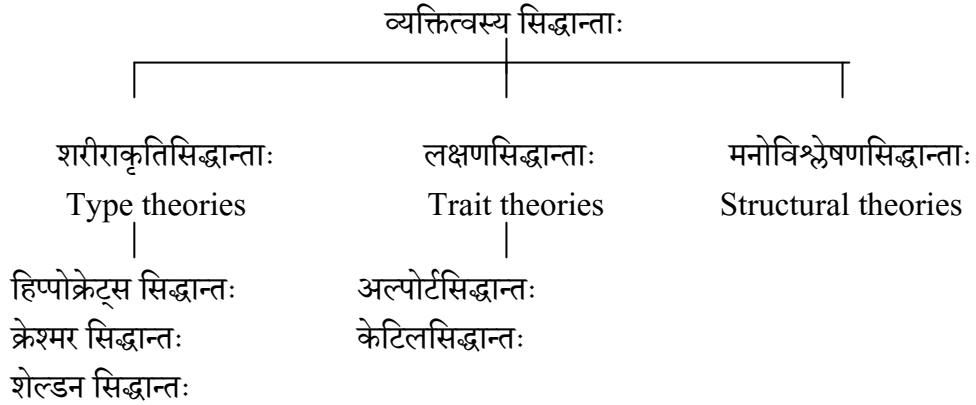 व्यक्तित्वस्य सिद्धान्ताः
शरीराकृतिसिद्धान्ताः लक्षणसिद्धान्ताः मनोविश्लेषणसिद्धान्ताः
Type theories Trait theories Structural theories
हिप्पोक्रेट्स सिद्धान्तः अल्पोर्टसिद्धान्तः
क्रेश्मर सिद्धान्तः केटिलसिद्धान्तः
शेल्डन सिद्धान्तः